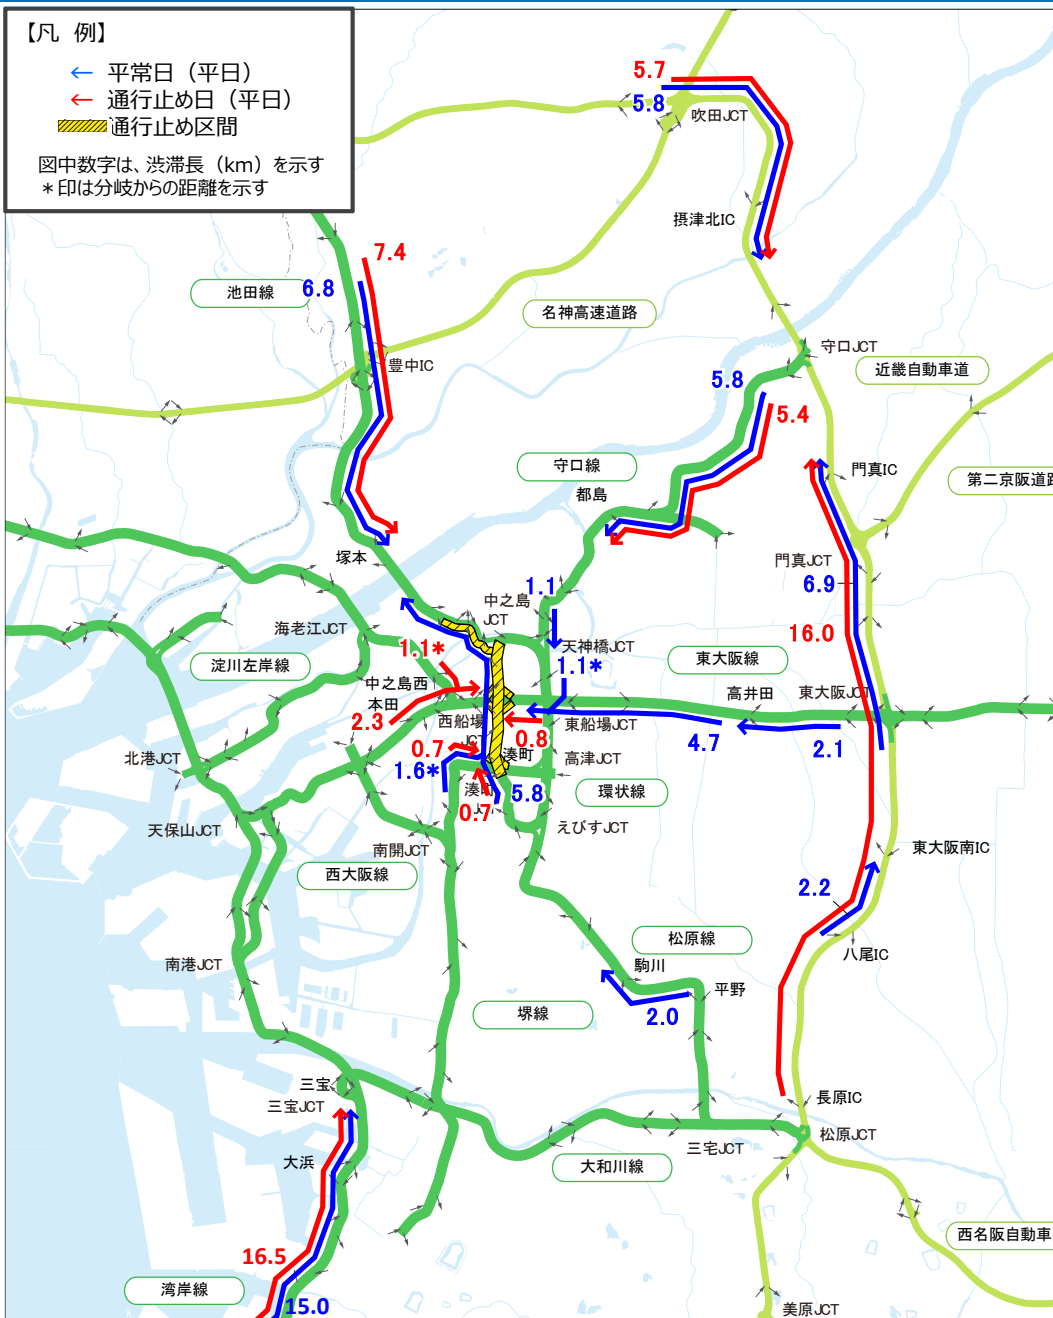 【凡 例】
← 平常日（平日）
← 通行止め日（平日）
通行止め区間
図中数字は、渋滞長（km）を示す
＊印は分岐からの距離を示す
5.7
5.8
吹田JCT
摂津北IC
7.4
6.8
池田線
名神高速道路
豊中IC
守口JCT
近畿自動車道
5.8
5.4
守口線
都島
門真IC
第二京阪道路
塚本
門真JCT
6.9
1.1
中之島
JCT
海老江JCT
天神橋JCT
16.0
1.1*
淀川左岸線
1.1*
東大阪線
中之島西
本田
高井田
東大阪JCT
2.3
西船場
JCT
0.8
東船場JCT
4.7
2.1
0.7
湊町
高津JCT
北港JCT
1.6*
湊町
5.8
環状線
0.7
天保山JCT
えびすJCT
南開JCT
東大阪南IC
西大阪線
2.2
松原線
八尾IC
南港JCT
駒川
平野
堺線
2.0
三宝
三宝JCT
長原IC
松原JCT
大浜
三宅JCT
大和川線
西名阪自動車
16.5
湾岸線
15.0
美原JCT